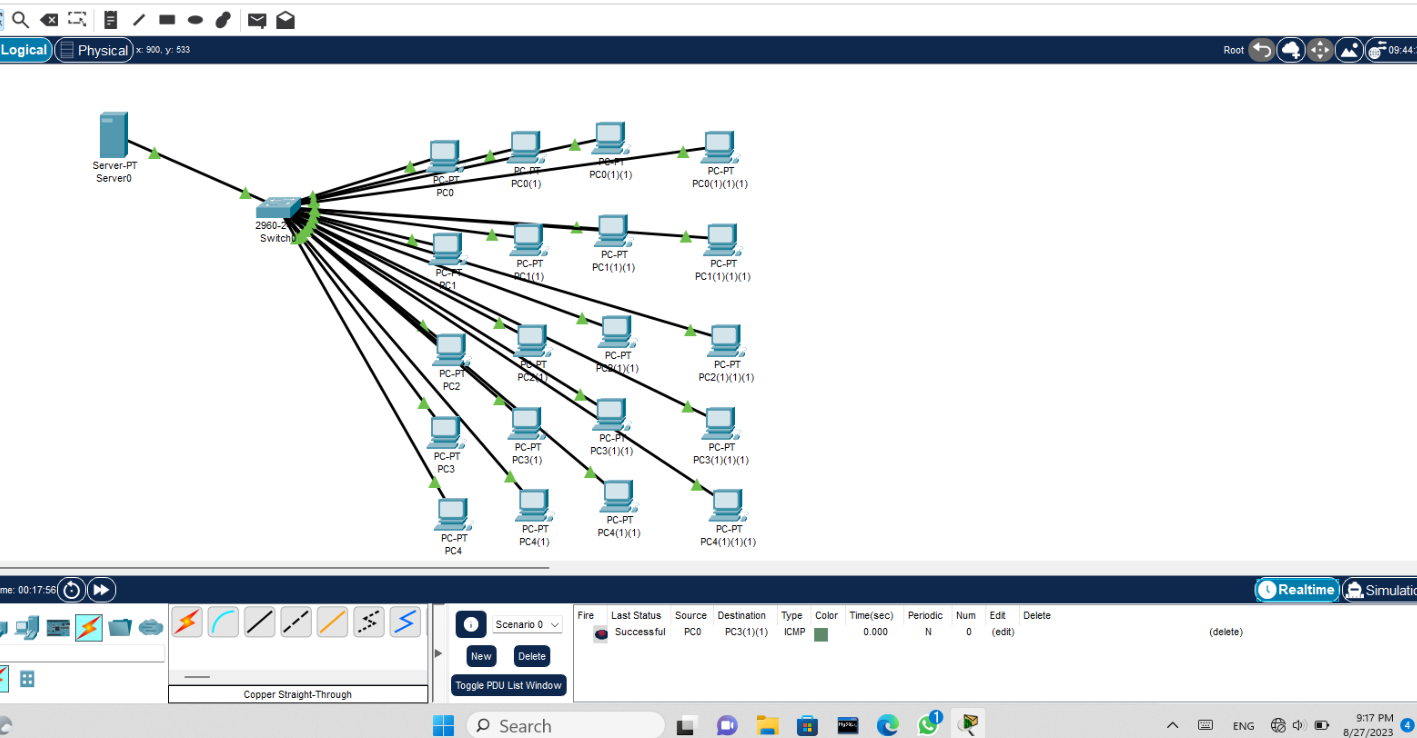 Logical Physical x: 900, y: 533 Root 09:44:
Server-PT
Server0
2960-2
Switch0
PC-PT
PC0
PC-PT
PC0(1)
PC-PT
PC0(1)(1)
PC-PT
PC0(1)(1)(1)
PC-PT
PC1
PC-PT
PC1(1)
PC-PT
PC1(1)(1)
PC-PT
PC1(1)(1)(1)
PC-PT
PC2
PC-PT
PC2(1)
PC-PT
PC2(1)(1)
PC-PT
PC2(1)(1)(1)
PC-PT
PC3
PC-PT
PC3(1)
PC-PT
PC3(1)(1)
PC-PT
PC3(1)(1)(1)
PC-PT
PC4
PC-PT
PC4(1)
PC-PT
PC4(1)(1)
PC-PT
PC4(1)(1)(1)
me: 00:17:56 Realtime Simulatio
Copper Straight-Through
Scenario 0
New Delete
Toggle PDU List Window
Fire Last Status Source Destination Type Color Time(sec) Periodic Num Edit Delete
Successful PC0 PC3(1)(1) ICMP 0.000 N 0 (edit) (delete)
Search
1
ENG
9:17 PM
8/27/2023
4